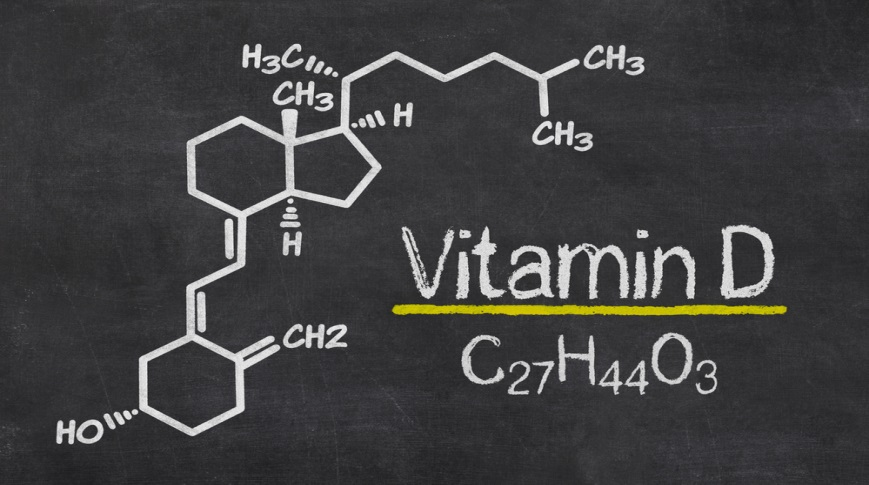 H₃C
CH₃
CH₃
H
CH₃
H
Vitamin D
CH2
C₂₇H₄₄O₃
HO